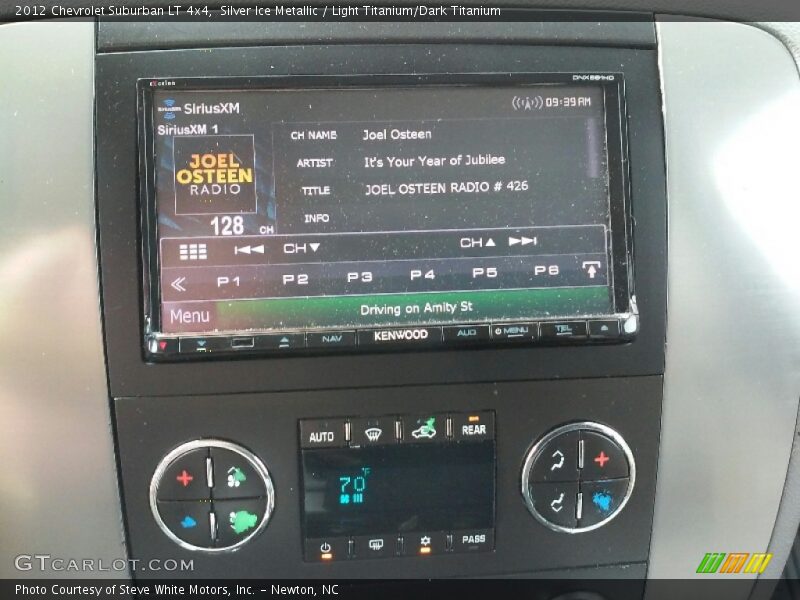 2012 Chevrolet Suburban LT 4x4,  Silver Ice Metallic / Light Titanium/Dark Titanium
eXcelon
SiriusXM
09:39AM
SiriusXM 1
JOEL
OSTEEN
RADIO
128 CH
CH NAME Joel Osteen
ARTIST It's Your Year of Jubilee
TITLE JOEL OSTEEN RADIO # 426
INFO
CH▼ CH▲
P1 P2 P3 P4 P5 P6
Menu Driving on Amity St
NAV KENWOOD AUD MENU TEL
AUTO REAR
70°F
PASS
GTCARLOT.COM
Photo Courtesy of Steve White Motors, Inc. – Newton, NC